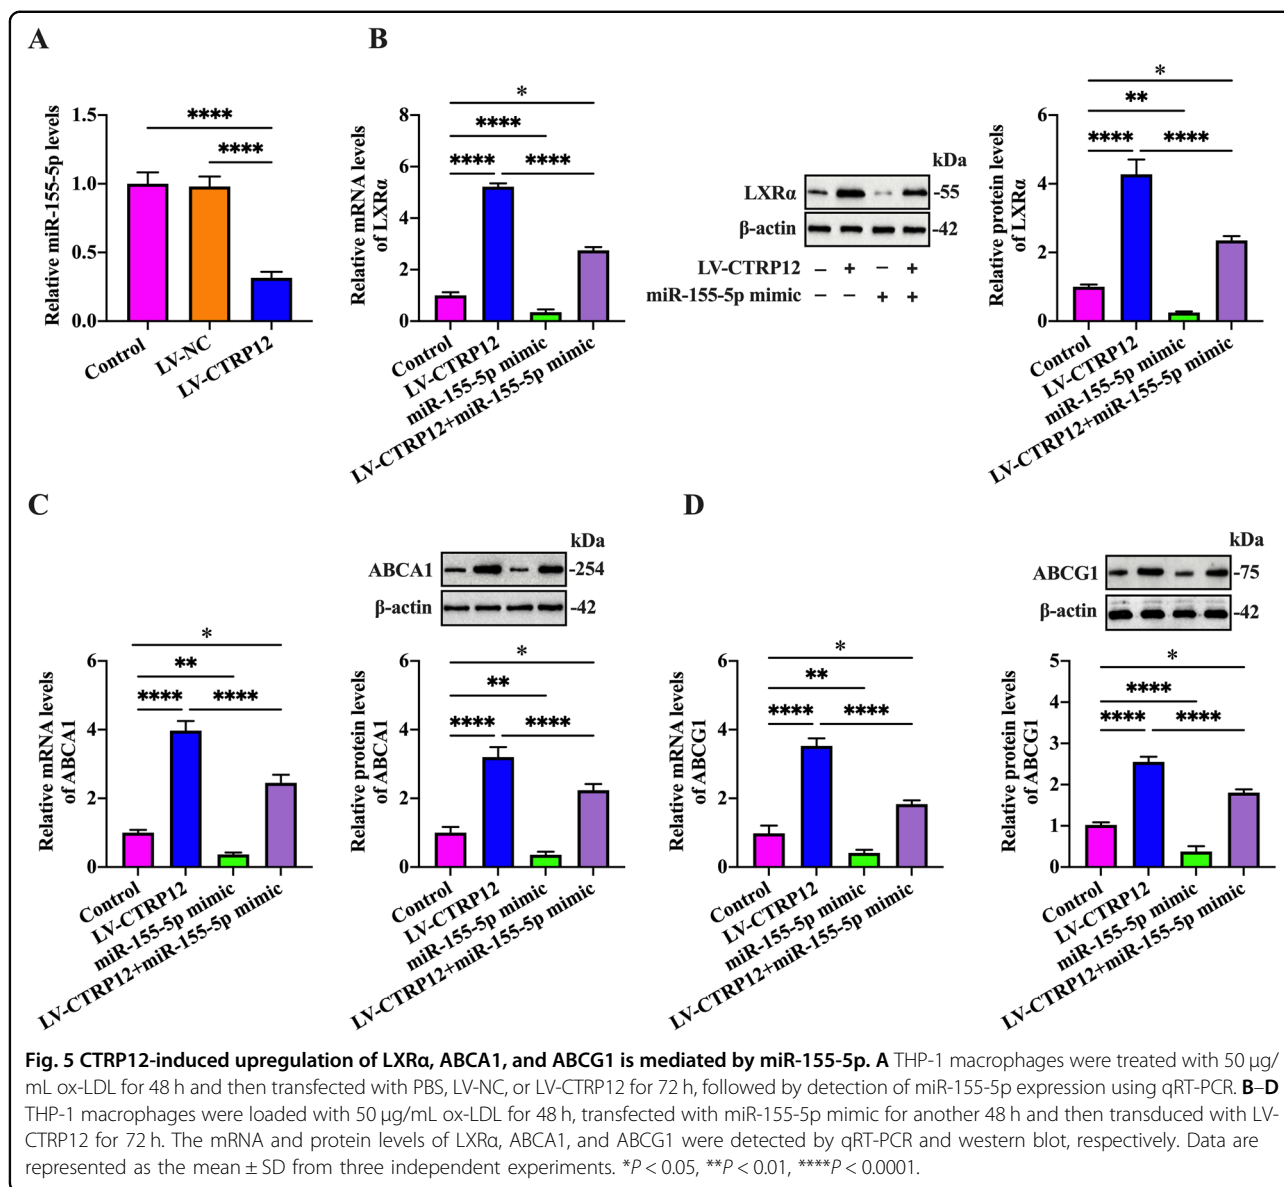 A
Relative miR-155-5p levels
1.5
1.0
0.5
0.0
****
****
Control
LV-NC
LV-CTRP12
B
Relative mRNA levels
of LXRα
8
6
4
2
0
*
****
**** ****
Control
LV-CTRP12
miR-155-5p mimic
LV-CTRP12+miR-155-5p mimic
kDa
LXRα -55
β-actin -42
LV-CTRP12 – + – +
miR-155-5p mimic – – + +
Relative protein levels
of LXRα
6
4
2
0
*
**
**** ****
Control
LV-CTRP12
miR-155-5p mimic
LV-CTRP12+miR-155-5p mimic
C
Relative mRNA levels
of ABCA1
6
4
2
0
*
**
**** ****
Control
LV-CTRP12
miR-155-5p mimic
LV-CTRP12+miR-155-5p mimic
kDa
ABCA1 -254
β-actin -42
Relative protein levels
of ABCA1
6
4
2
0
*
**
**** ****
Control
LV-CTRP12
miR-155-5p mimic
LV-CTRP12+miR-155-5p mimic
D
Relative mRNA levels
of ABCG1
6
4
2
0
*
**
**** ****
Control
LV-CTRP12
miR-155-5p mimic
LV-CTRP12+miR-155-5p mimic
kDa
ABCG1 -75
β-actin -42
Relative protein levels
of ABCG1
5
4
3
2
1
0
*
****
**** ****
Control
LV-CTRP12
miR-155-5p mimic
LV-CTRP12+miR-155-5p mimic
Fig. 5 CTRP12-induced upregulation of LXRα, ABCA1, and ABCG1 is mediated by miR-155-5p. A THP-1 macrophages were treated with 50 µg/
mL ox-LDL for 48 h and then transfected with PBS, LV-NC, or LV-CTRP12 for 72 h, followed by detection of miR-155-5p expression using qRT-PCR. B–D
THP-1 macrophages were loaded with 50 µg/mL ox-LDL for 48 h, transfected with miR-155-5p mimic for another 48 h and then transduced with LV-
CTRP12 for 72 h. The mRNA and protein levels of LXRα, ABCA1, and ABCG1 were detected by qRT-PCR and western blot, respectively. Data are
represented as the mean ± SD from three independent experiments. *P < 0.05, **P < 0.01, ****P < 0.0001.